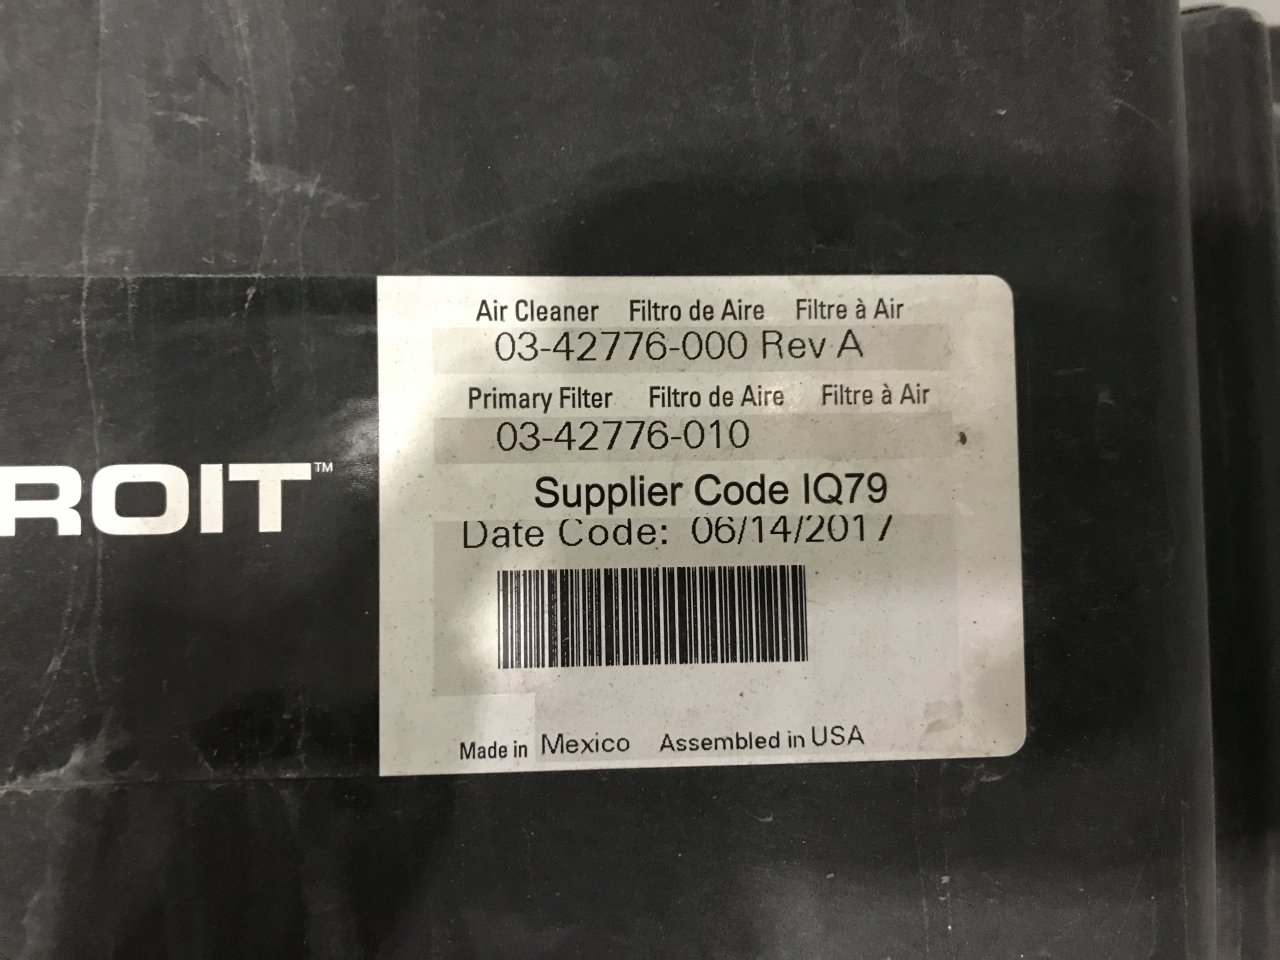 Air Cleaner Filtro de Aire Filtre à Air
03-42776-000 Rev A
Primary Filter Filtro de Aire Filtre à Air
03-42776-010
ROIT™
Supplier Code IQ79
Date Code: 06/14/2017
Made in Mexico Assembled in USA